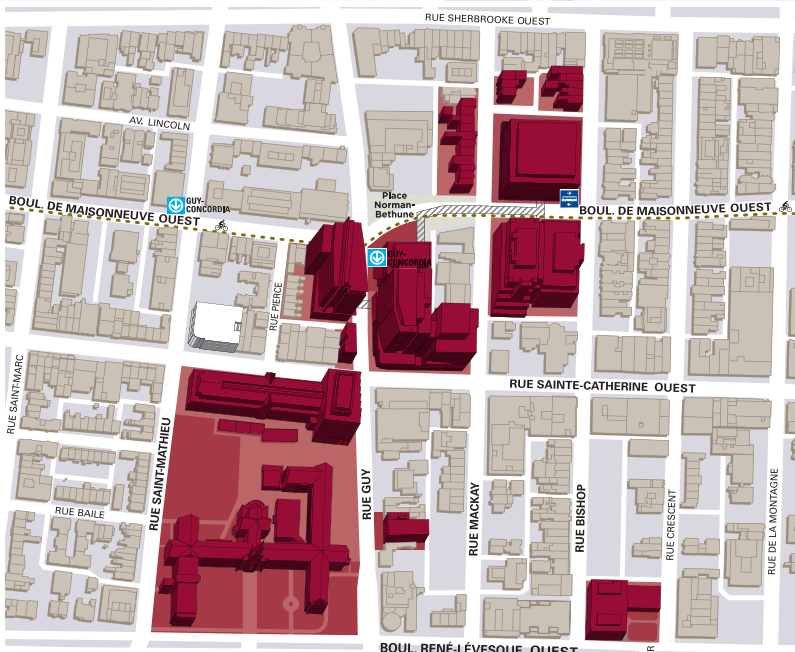 RUE SHERBROOKE OUEST
AV. LINCOLN
BOUL. DE MAISONNEUVE OUEST
GUY-
CONCORDIA
Place
Norman-
Bethune
BOUL. DE MAISONNEUVE OUEST
GUY-
CONCORDIA
RUE PIERCE
RUE SAINT-MARC
RUE SAINTE-CATHERINE OUEST
RUE SAINT-MATHIEU
RUE GUY
RUE MACKAY
RUE BISHOP
RUE CRESCENT
RUE DE LA MONTAGNE
RUE BAILE
BOUL. RENÉ-LÉVESQUE OUEST
R